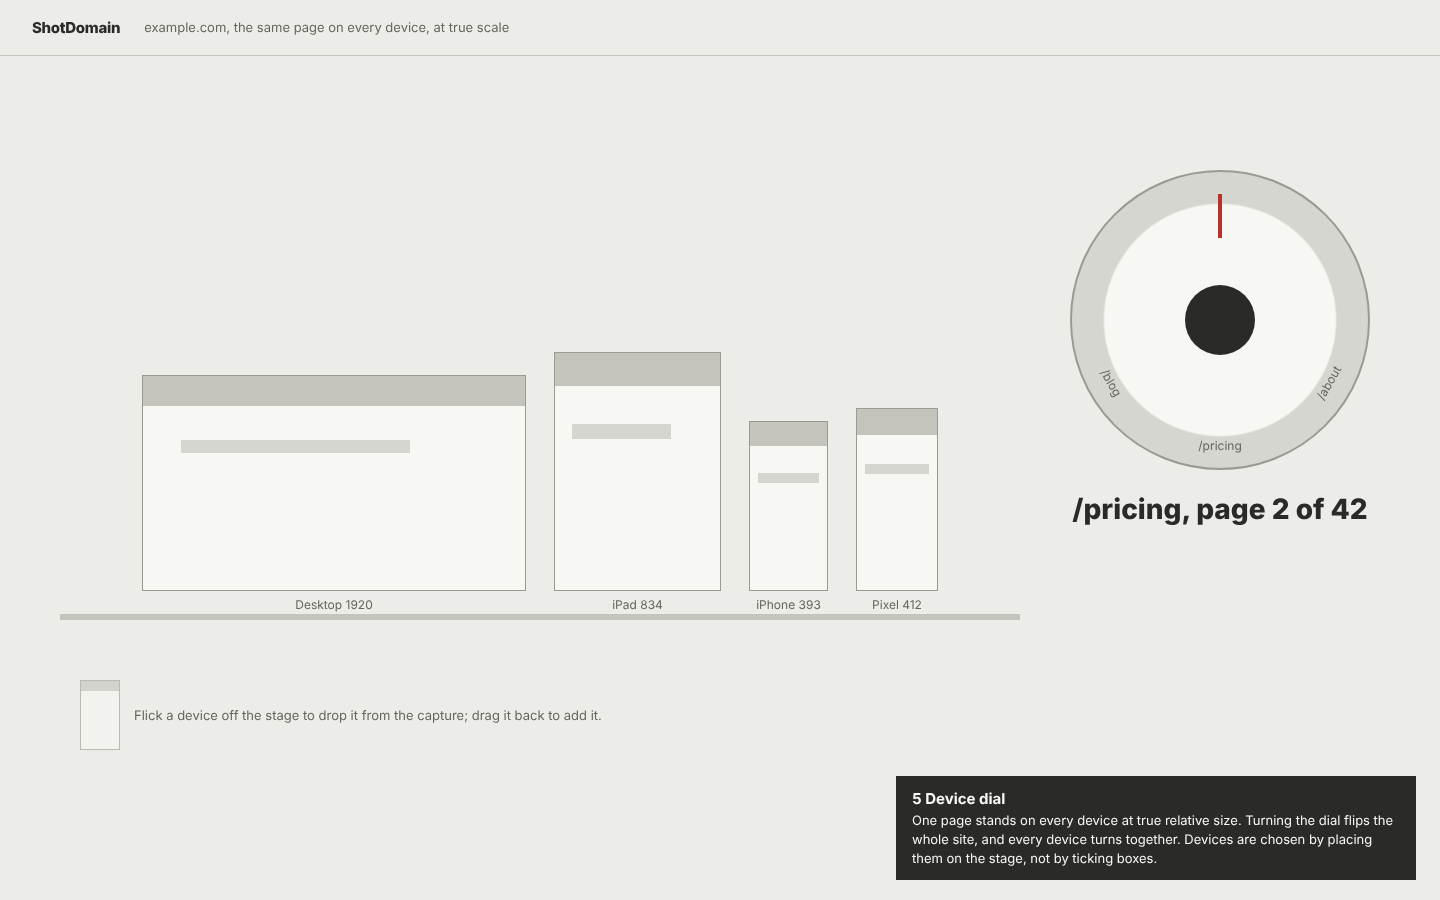 ShotDomain
example.com, the same page on every device, at true scale
/blog
/about
/pricing
/pricing, page 2 of 42
Desktop 1920
iPad 834
iPhone 393
Pixel 412
Flick a device off the stage to drop it from the capture; drag it back to add it.
5 Device dial
One page stands on every device at true relative size. Turning the dial flips the
whole site, and every device turns together. Devices are chosen by placing
them on the stage, not by ticking boxes.